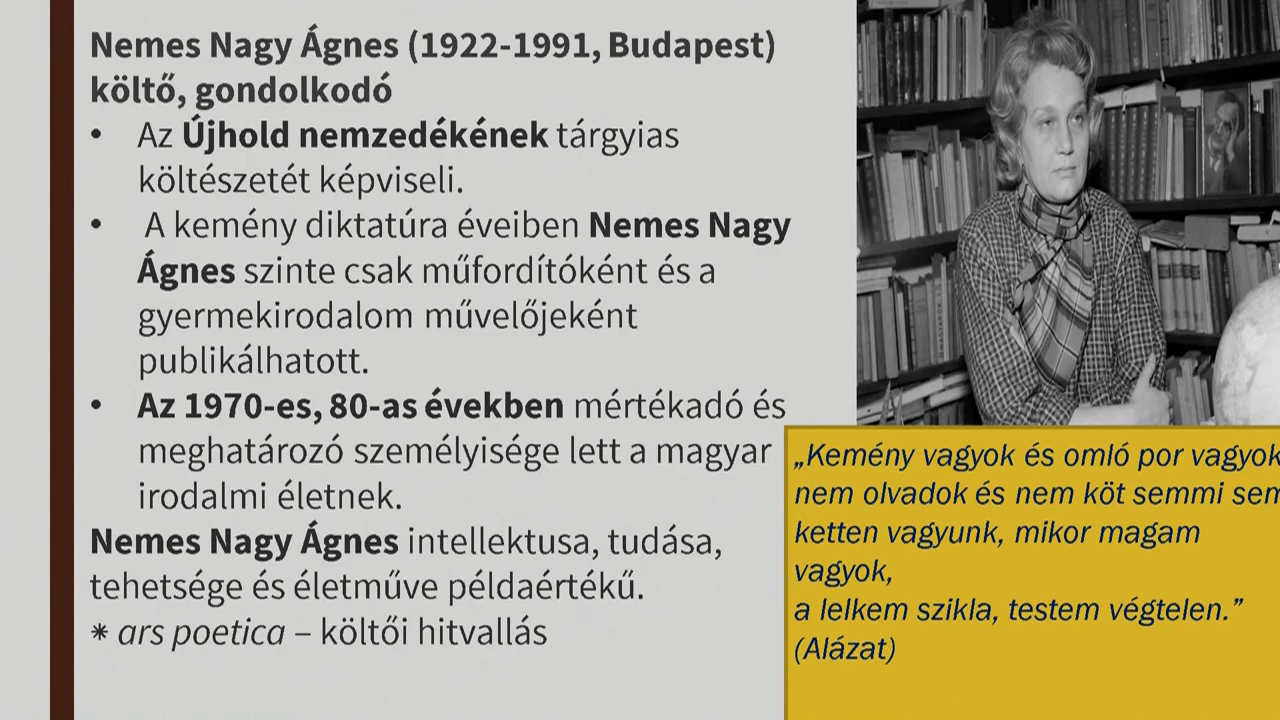 Nemes Nagy Ágnes (1922-1991, Budapest)
költő, gondolkodó
• Az Újhold nemzedékének tárgyias
költészetét képviseli.
• A kemény diktatúra éveiben Nemes Nagy
Ágnes szinte csak műfordítóként és a
gyermekirodalom művelőjeként
publikálhatott.
• Az 1970-es, 80-as években mértékadó és
meghatározó személyisége lett a magyar
irodalmi életnek.
Nemes Nagy Ágnes intellektusa, tudása,
tehetsége és életműve példaértékű.
* ars poetica – költői hitvallás
„Kemény vagyok és omló por vagyok
nem olvadok és nem köt semmi sem
ketten vagyunk, mikor magam
vagyok,
a lelkem szikla, testem végtelen.”
(Alázat)